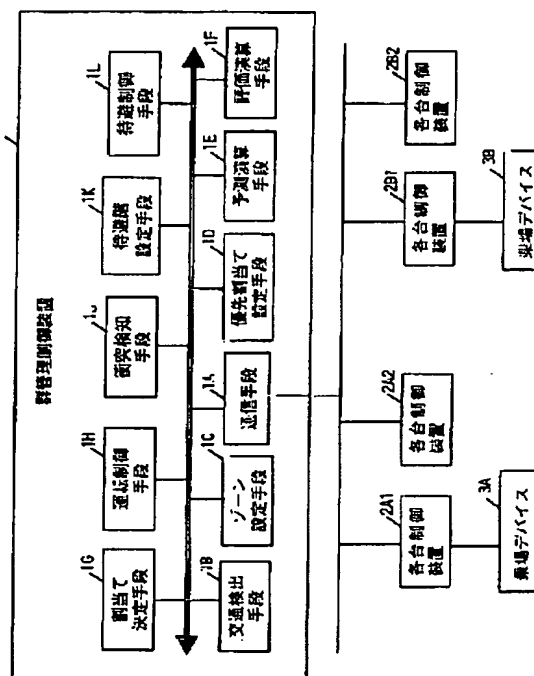 群管理制御装置
1G
割当て
決定手段
1H
運転制御
手段
1J
衝突検知
手段
1K
待避階
設定手段
1L
待避制御
手段
1B
交通検出
手段
1C
ゾーン
設定手段
1A
通信手段
1D
優先割当て
設定手段
1E
予測演算
手段
1F
評価演算
手段
2A1
各台制御
装置
2A2
各台制御
装置
2B1
各台制御
装置
2B2
各台制御
装置
3A
乗場デバイス
3B
乗場デバイス